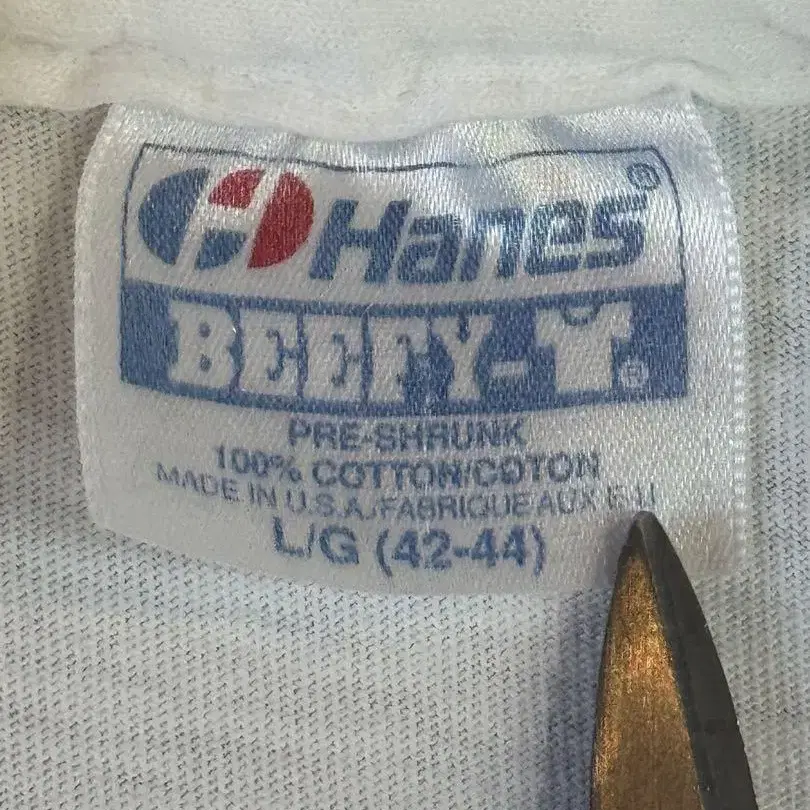 Hanes®
BEEFY-T®
PRE-SHRUNK
100% COTTON/COTON
MADE IN U.S.A./FABRIQUE AUX
L/G (42-44)